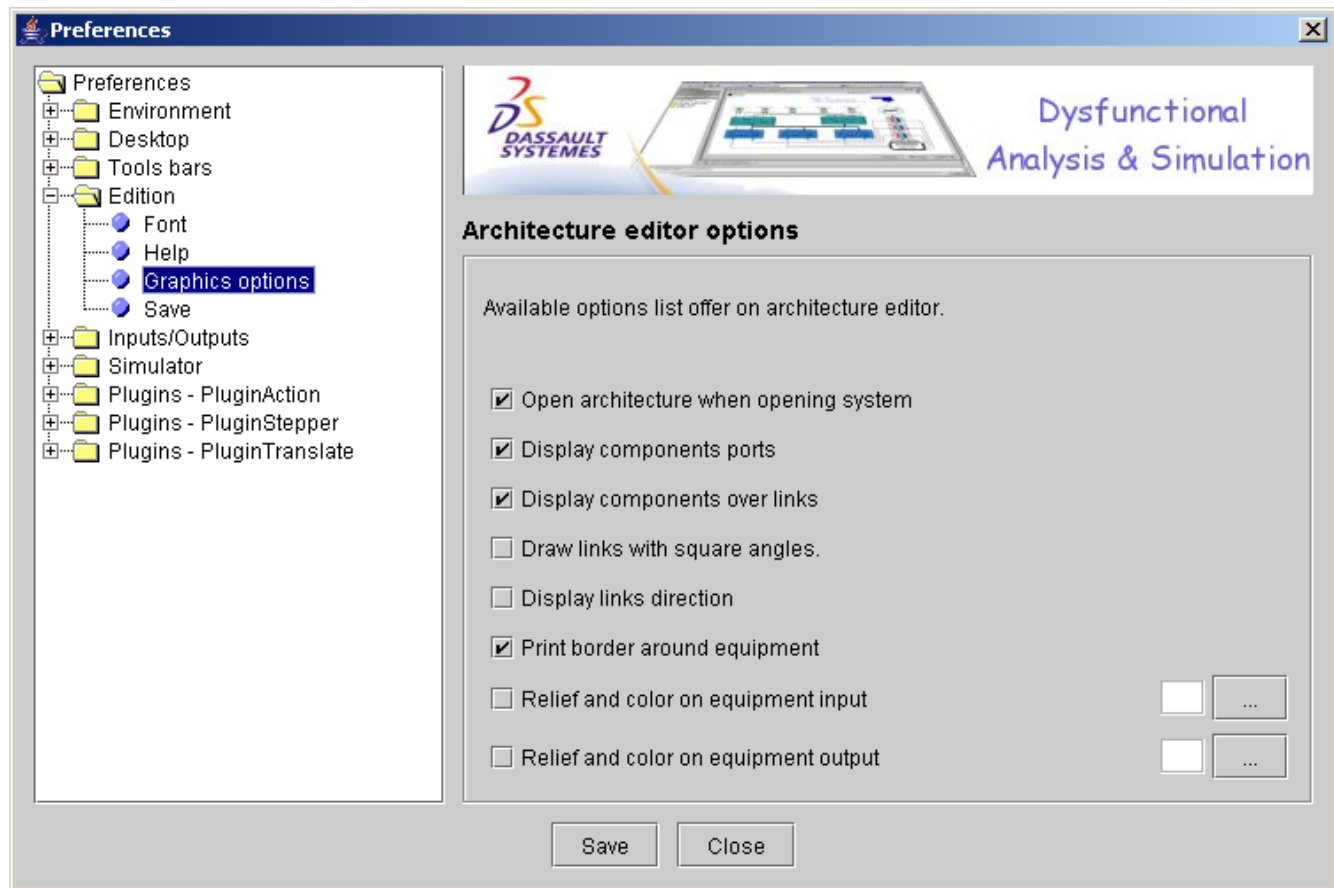 Preferences
Preferences
Environment
Desktop
Tools bars
Edition
Font
Help
Graphics options
Save
Inputs/Outputs
Simulator
Plugins - PluginAction
Plugins - PluginStepper
Plugins - PluginTranslate
DASSAULT
SYSTEMES
Dysfunctional
Analysis & Simulation
Architecture editor options
Available options list offer on architecture editor.
Open architecture when opening system
Display components ports
Display components over links
Draw links with square angles.
Display links direction
Print border around equipment
Relief and color on equipment input
...
Relief and color on equipment output
...
Save
Close